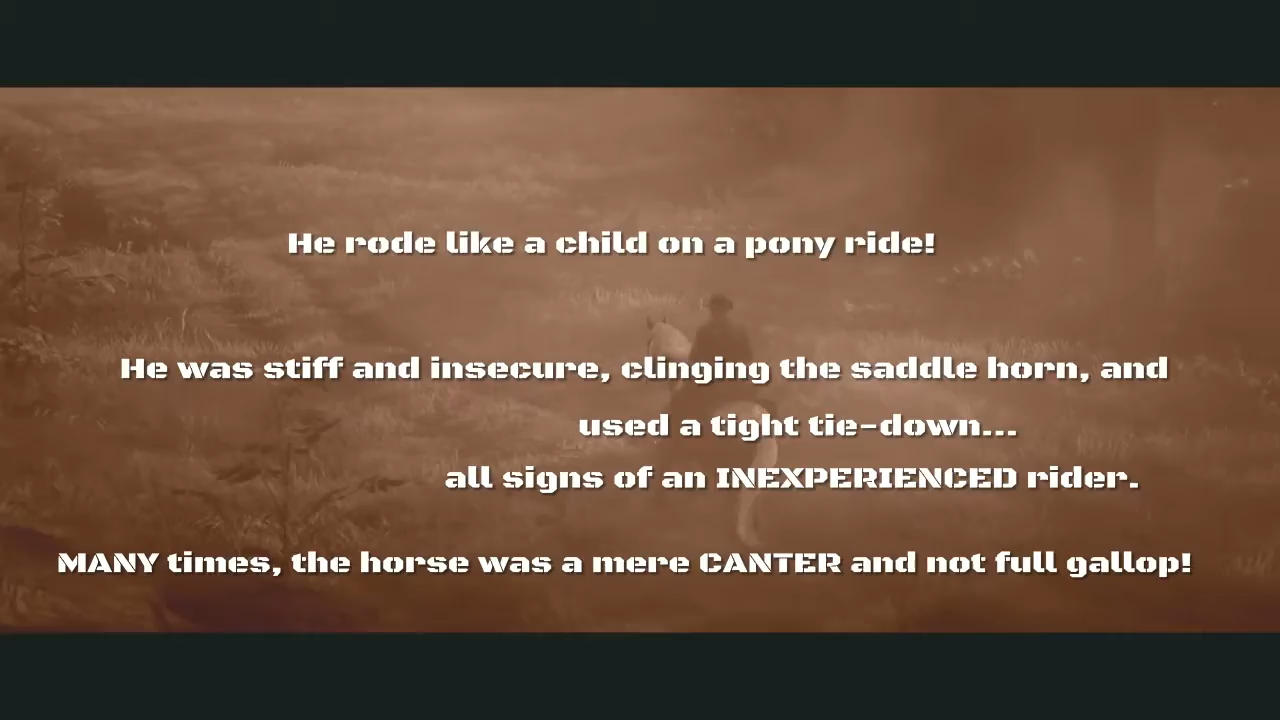 He rode like a child on a pony ride!
He was stiff and insecure, clinging the saddle horn, and
used a tight tie-down...
all signs of an INEXPERIENCED rider.
MANY times, the horse was a mere CANTER and not full gallop!